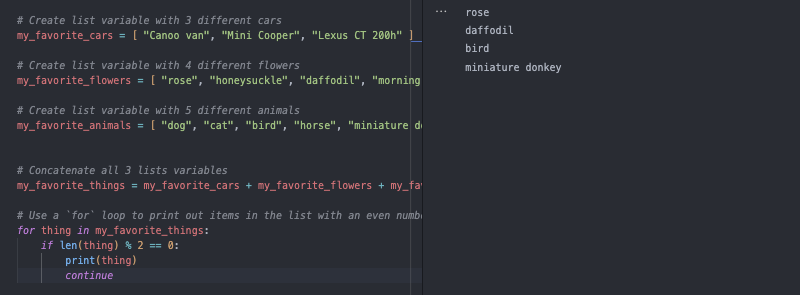 # Create list variable with 3 different cars
my_favorite_cars = [ "Canoo van", "Mini Cooper", "Lexus CT 200h" ]
# Create list variable with 4 different flowers
my_favorite_flowers = [ "rose", "honeysuckle", "daffodil", "morning
# Create list variable with 5 different animals
my_favorite_animals = [ "dog", "cat", "bird", "horse", "miniature
# Concatenate all 3 lists variables
my_favorite_things = my_favorite_cars + my_favorite_flowers +
# Use a `for` loop to print out items in the list with an even
for thing in my_favorite_things:
if len(thing) % 2 == 0:
print(thing)
continue
... rose
daffodil
bird
miniature donkey